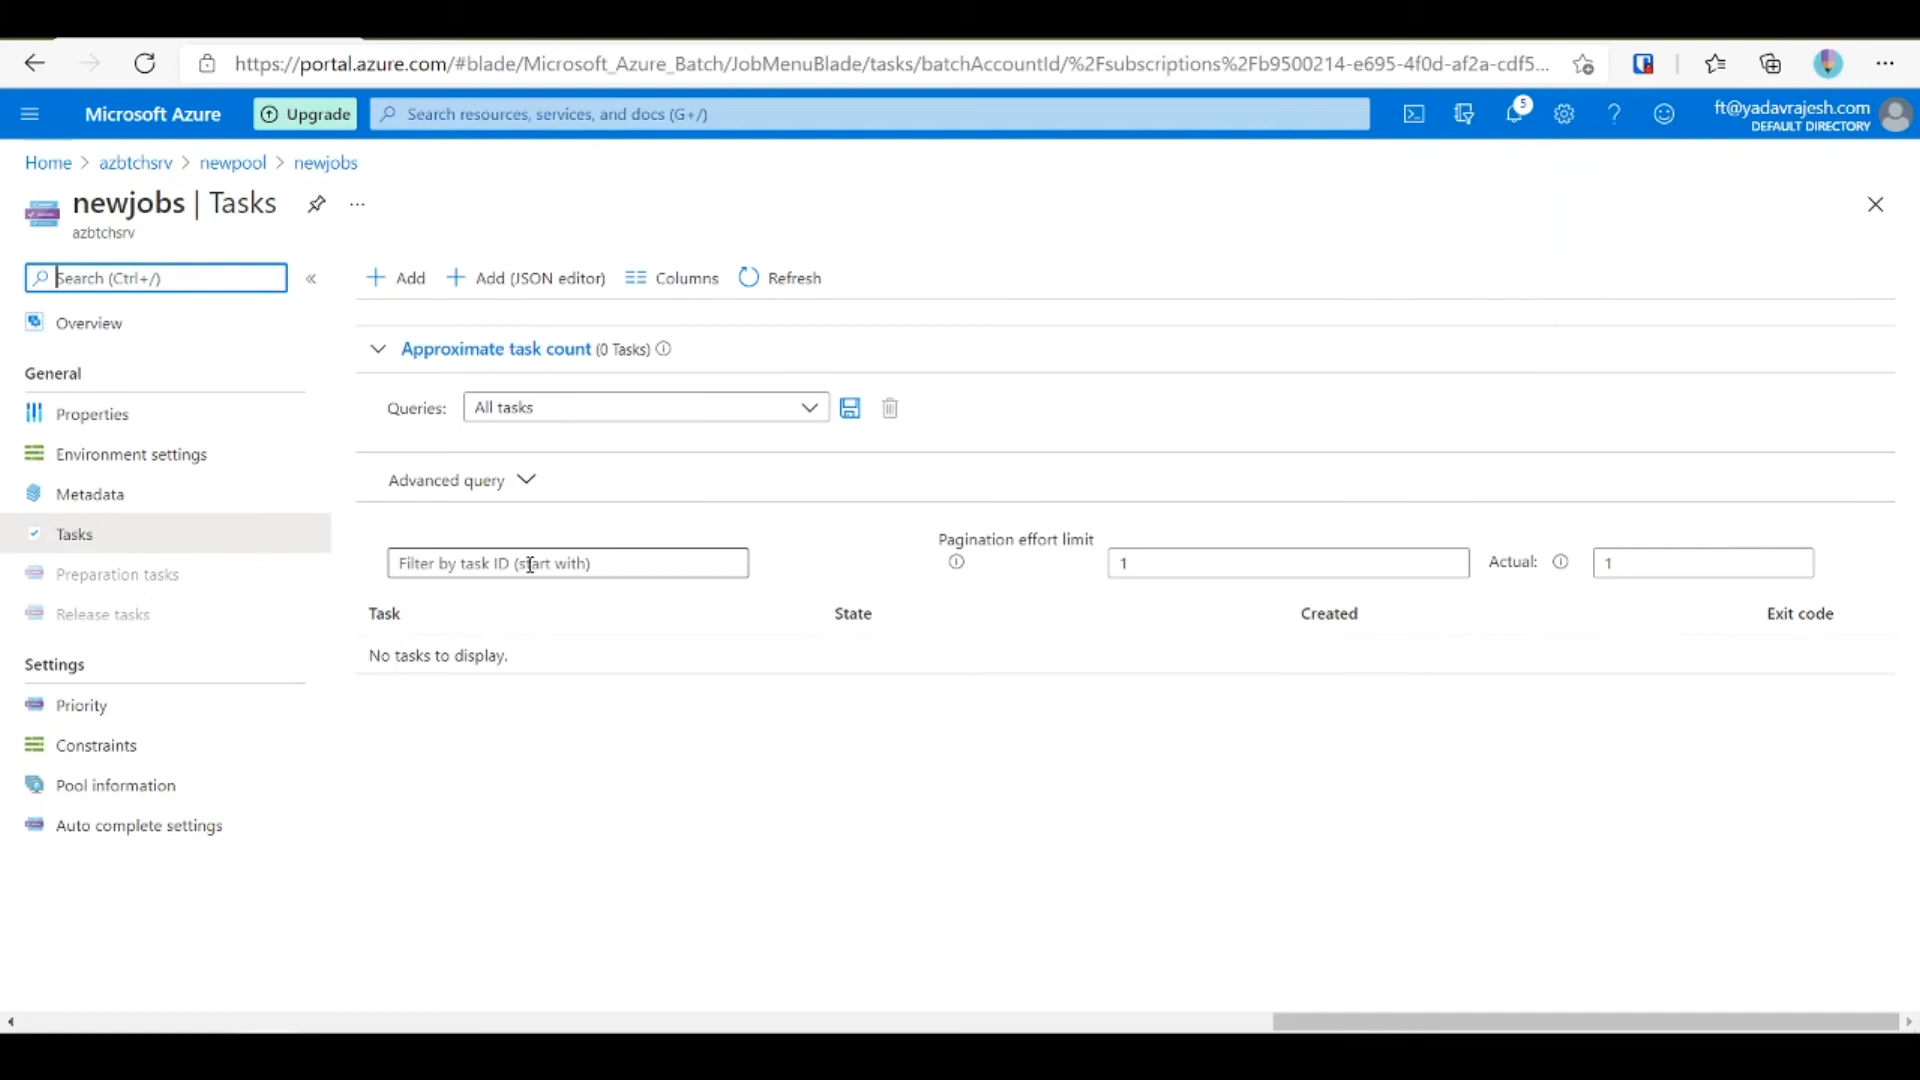 https://portal.azure.com/#blade/Microsoft_Azure_Batch/JobMenuBlade/tasks/batchAccountId/%2Fsubscriptions%2Fb9500214-e695-4f0d-af2a-cdf5...
Microsoft Azure
Upgrade
Search resources, services, and docs (G+/)
5
ft@yadavrajesh.com
DEFAULT DIRECTORY
Home > azbtchsrv > newpool > newjobs
newjobs | Tasks
...
azbtchsrv
Search (Ctrl+/)
«
+ Add
+ Add (JSON editor)
Columns
Refresh
Overview
General
Properties
Environment settings
Metadata
Tasks
Preparation tasks
Release tasks
Settings
Priority
Constraints
Pool information
Auto complete settings
Approximate task count (0 Tasks)
Queries: All tasks
Advanced query
Filter by task ID (start with)
Pagination effort limit
1
Actual:
1
Task State Created Exit code
No tasks to display.